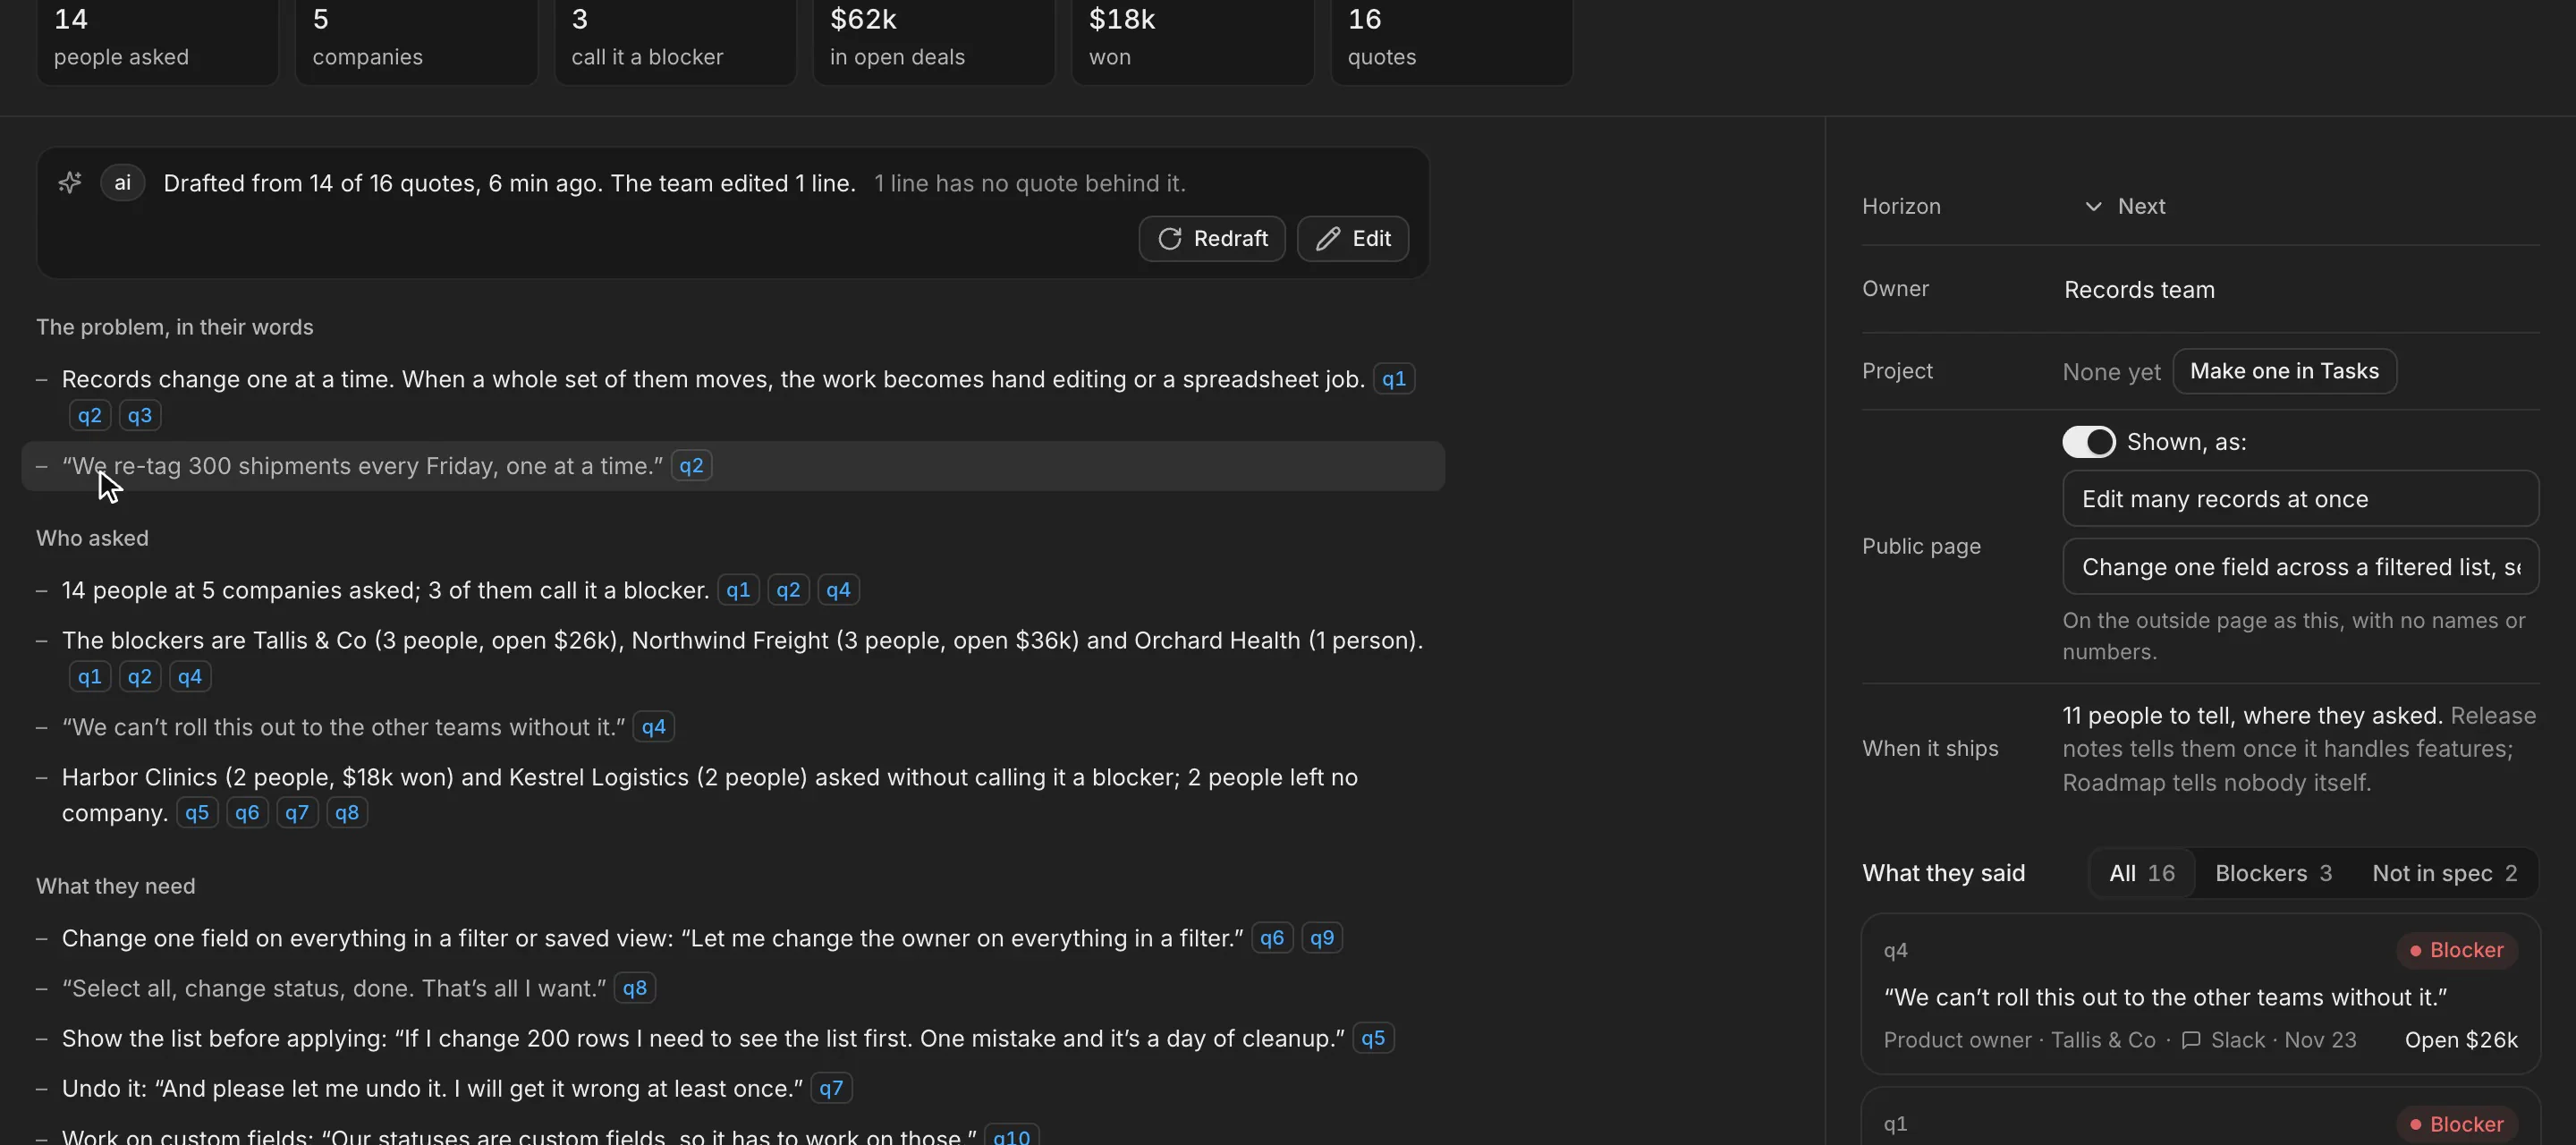 14
people asked
5
companies
3
call it a blocker
$62k
in open deals
$18k
won
16
quotes
ai
Drafted from 14 of 16 quotes, 6 min ago. The team edited 1 line. 1 line has no quote behind it.
Redraft
Edit
The problem, in their words
– Records change one at a time. When a whole set of them moves, the work becomes hand editing or a spreadsheet job. q1
q2 q3
– “We re-tag 300 shipments every Friday, one at a time.” q2
Who asked
– 14 people at 5 companies asked; 3 of them call it a blocker. q1 q2 q4
– The blockers are Tallis & Co (3 people, open $26k), Northwind Freight (3 people, open $36k) and Orchard Health (1 person).
q1 q2 q4
– “We can’t roll this out to the other teams without it.” q4
– Harbor Clinics (2 people, $18k won) and Kestrel Logistics (2 people) asked without calling it a blocker; 2 people left no
company. q5 q6 q7 q8
What they need
– Change one field on everything in a filter or saved view: “Let me change the owner on everything in a filter.” q6 q9
– “Select all, change status, done. That’s all I want.” q8
– Show the list before applying: “If I change 200 rows I need to see the list first. One mistake and it’s a day of cleanup.” q5
– Undo it: “And please let me undo it. I will get it wrong at least once.” q7
– Work on custom fields: “Our statuses are custom fields, so it has to work on those.” q10
Horizon
Next
Owner
Records team
Project
None yet
Make one in Tasks
Public page
Shown, as:
Edit many records at once
Change one field across a filtered list,
On the outside page as this, with no names or
numbers.
When it ships
11 people to tell, where they asked. Release
notes tells them once it handles features;
Roadmap tells nobody itself.
What they said
All 16
Blockers 3
Not in spec 2
q4
Blocker
“We can’t roll this out to the other teams without it.”
Product owner · Tallis & Co · Slack · Nov 23
Open $26k
q1
Blocker